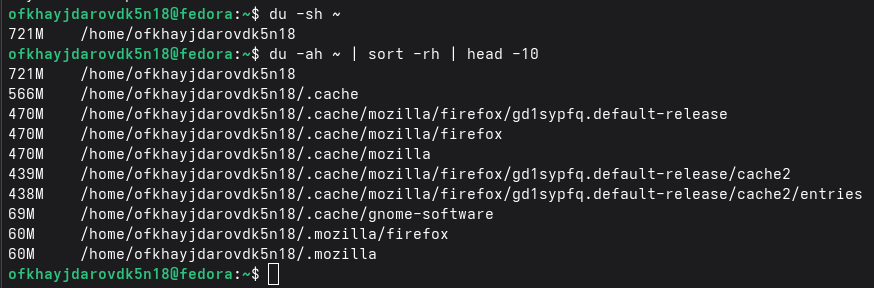 ofkhayjdarovdk5n18@fedora:~$ du -sh ~
721M    /home/ofkhayjdarovdk5n18
ofkhayjdarovdk5n18@fedora:~$ du -ah ~ | sort -rh | head -10
721M    /home/ofkhayjdarovdk5n18
566M    /home/ofkhayjdarovdk5n18/.cache
470M    /home/ofkhayjdarovdk5n18/.cache/mozilla/firefox/gd1sypfq.default-release
470M    /home/ofkhayjdarovdk5n18/.cache/mozilla/firefox
470M    /home/ofkhayjdarovdk5n18/.cache/mozilla
439M    /home/ofkhayjdarovdk5n18/.cache/mozilla/firefox/gd1sypfq.default-release/cache2
438M    /home/ofkhayjdarovdk5n18/.cache/mozilla/firefox/gd1sypfq.default-release/cache2/entries
69M     /home/ofkhayjdarovdk5n18/.cache/gnome-software
60M     /home/ofkhayjdarovdk5n18/.mozilla/firefox
60M     /home/ofkhayjdarovdk5n18/.mozilla
ofkhayjdarovdk5n18@fedora:~$